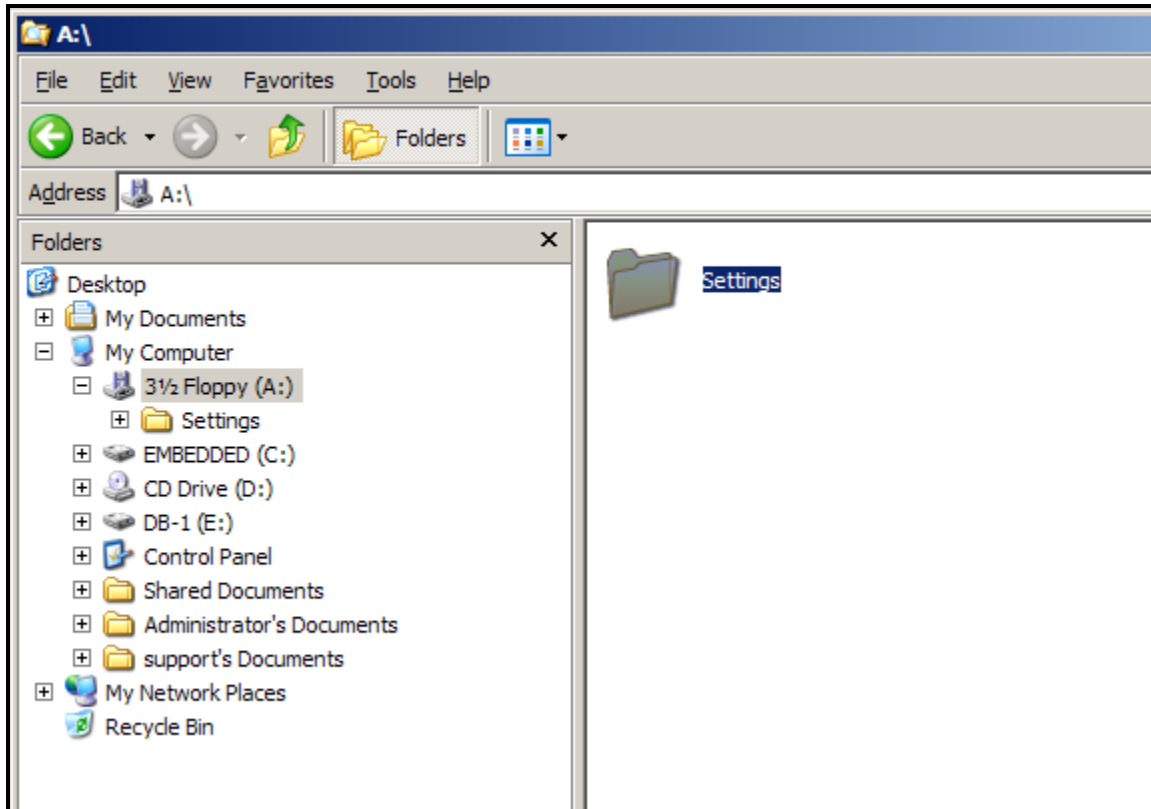 A:\
File Edit View Favorites Tools Help
Back Folders
Address A:\
Folders
Desktop
My Documents
My Computer
3½ Floppy (A:)
Settings
EMBEDDED (C:)
CD Drive (D:)
DB-1 (E:)
Control Panel
Shared Documents
Administrator's Documents
support's Documents
My Network Places
Recycle Bin
Settings